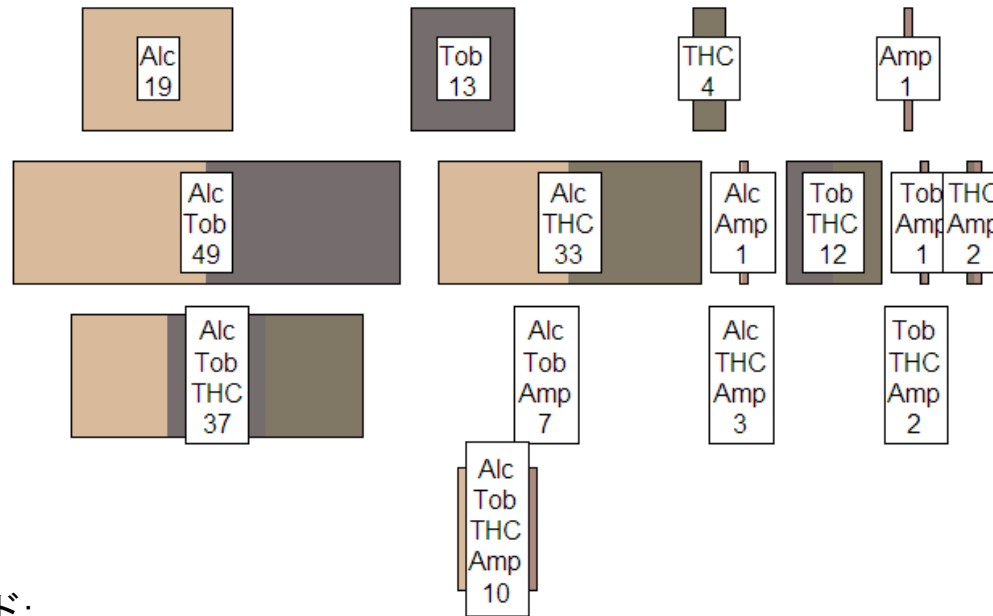 Alc
19
Tob
13
THC
4
Amp
1
Alc
Tob
49
Alc
THC
33
Alc
Amp
1
Tob
THC
12
Tob
Amp
1
THC
Amp
2
Alc
Tob
THC
37
Alc
Tob
Amp
7
Alc
THC
Amp
3
Tob
THC
Amp
2
Alc
Tob
THC
Amp
10
ド.